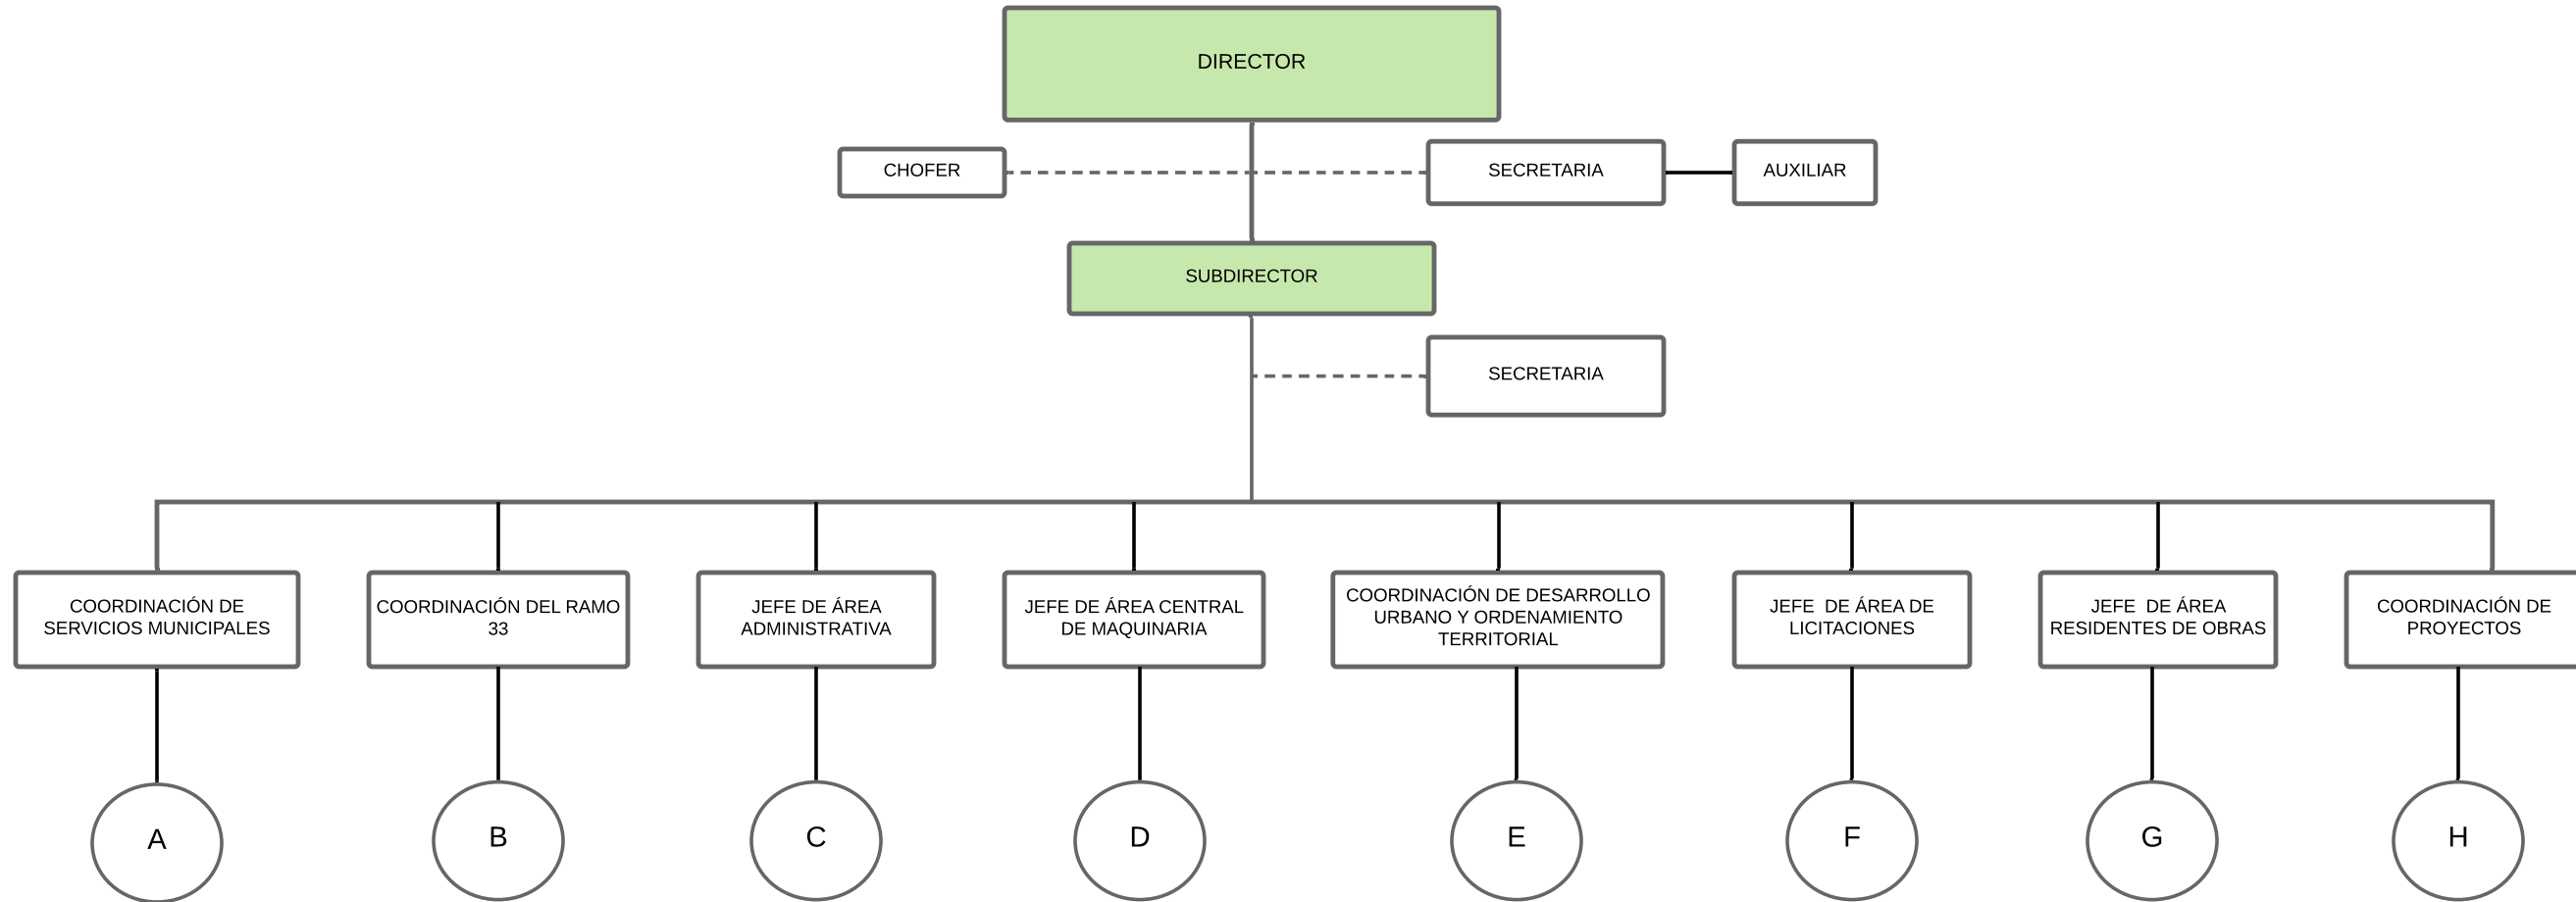 DIRECTOR
CHOFER
SECRETARIA
AUXILIAR
SUBDIRECTOR
SECRETARIA
COORDINACIÓN DE
SERVICIOS MUNICIPALES
COORDINACIÓN DEL RAMO
33
JEFE DE ÁREA
ADMINISTRATIVA
JEFE DE ÁREA CENTRAL
DE MAQUINARIA
COORDINACIÓN DE DESARROLLO
URBANO Y ORDENAMIENTO
TERRITORIAL
JEFE  DE ÁREA DE
LICITACIONES
JEFE  DE ÁREA
RESIDENTES DE OBRAS
COORDINACIÓN DE
PROYECTOS
A
B
C
D
E
F
G
H